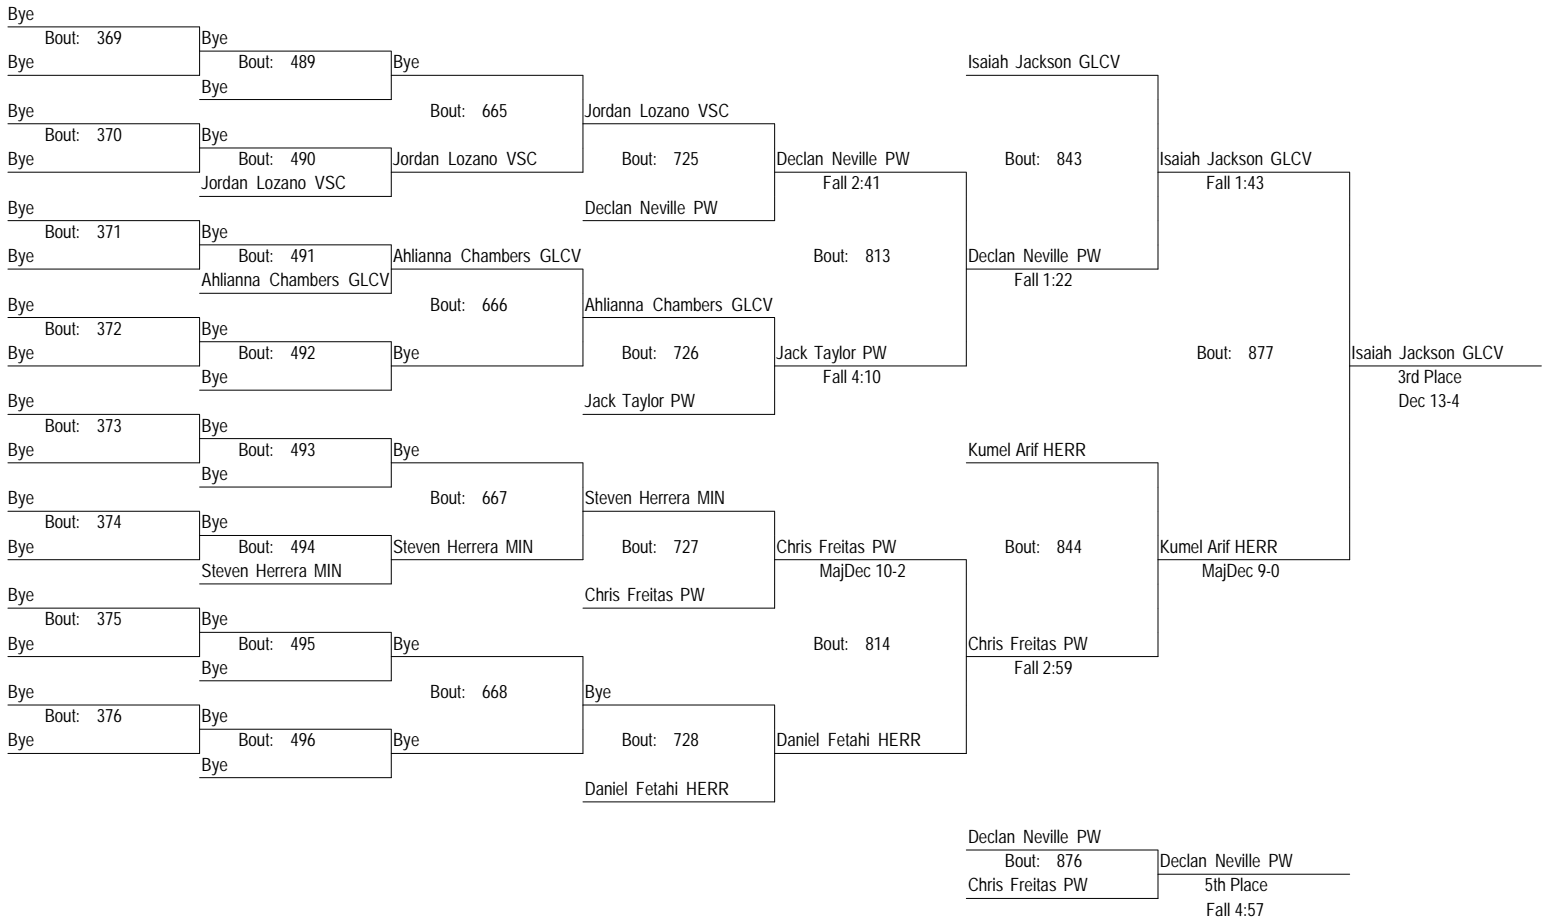 Bye
Bout: 369
Bye
Bye
Bout: 489
Bye
Bye
Isaiah Jackson GLCV
Bye
Bout: 370
Bye
Bout: 665
Jordan Lozano VSC
Bye
Bout: 490
Jordan Lozano VSC
Jordan Lozano VSC
Bout: 725
Declan Neville PW
Fall 2:41
Bout: 843
Isaiah Jackson GLCV
Fall 1:43
Bye
Bout: 371
Bye
Declan Neville PW
Bye
Bout: 491
Ahlianna Chambers GLCV
Ahlianna Chambers GLCV
Bout: 813
Declan Neville PW
Fall 1:22
Bye
Bout: 372
Bye
Bout: 666
Ahlianna Chambers GLCV
Bye
Bout: 492
Bye
Bye
Bout: 726
Jack Taylor PW
Fall 4:10
Bout: 877
Isaiah Jackson GLCV
3rd Place
Dec 13-4
Bye
Bout: 373
Bye
Jack Taylor PW
Bye
Bout: 493
Bye
Bye
Kumel Arif HERR
Bye
Bout: 374
Bye
Bout: 667
Steven Herrera MIN
Bye
Bout: 494
Steven Herrera MIN
Steven Herrera MIN
Bout: 727
Chris Freitas PW
MajDec 10-2
Bout: 844
Kumel Arif HERR
MajDec 9-0
Bye
Bout: 375
Bye
Chris Freitas PW
Bye
Bout: 495
Bye
Bye
Bout: 814
Chris Freitas PW
Fall 2:59
Bye
Bout: 376
Bye
Bout: 668
Bye
Bye
Bout: 496
Bye
Bye
Bout: 728
Daniel Fetahi HERR
Daniel Fetahi HERR
Declan Neville PW
Bout: 876
Chris Freitas PW
Declan Neville PW
5th Place
Fall 4:57